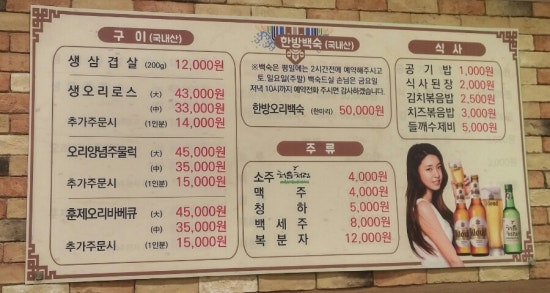 구 이 (국내산)
생 삼 겹 살 (200g) 12,000원
생 오 리 로 스 (大) 43,000원
(中) 33,000원
추가주문시 (1인분) 14,000원
오리양념주물럭 (大) 45,000원
(中) 35,000원
추가주문시 (1인분) 15,000원
훈제오리바베큐 (大) 45,000원
(中) 35,000원
추가주문시 (1인분) 15,000원
한방백숙 (국내산)
※백숙은 평일에는 2시간전에 예약해주시고
토.일요일(주말) 백숙드실 손님은 금요일
저녁 10시까지 예약전화 주시면 감사하겠습니다.
한방오리백숙 (한마리) 50,000원
주 류
소주 처음처럼 4,000원
맥 주 4,000원
청 하 5,000원
백 세 주 8,000원
복 분 자 12,000원
식 사
공 기 밥 1,000원
식 사 된 장 2,000원
김치볶음밥 2,500원
치즈볶음밥 3,000원
들깨수제비 5,000원